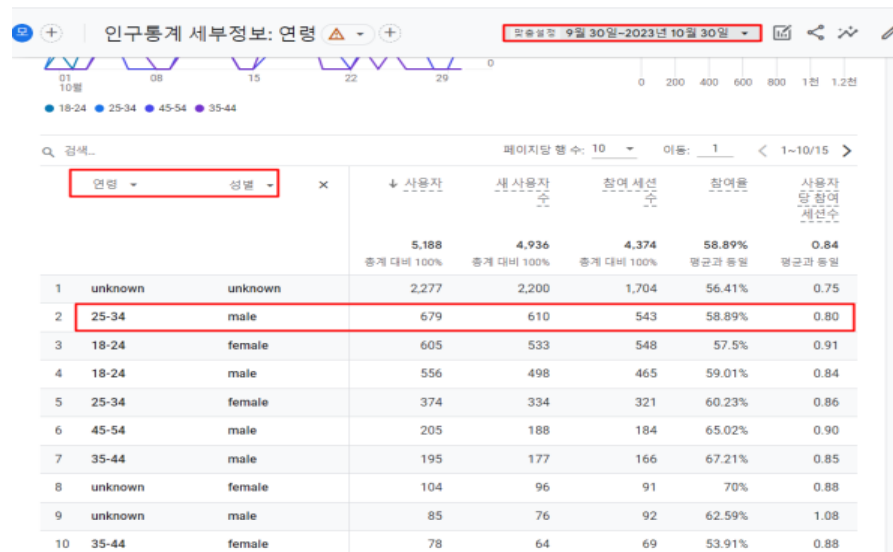 모 인구통계 세부정보: 연령 맞춤설정 9월 30일~2023년 10월 30일
01 08 15 22 29 0
10월
0 200 400 600 800 1천 1.2천
18-24 25-34 45-54 35-44
검색... 페이지당 행 수: 10 이동: 1 1~10/15
연령 성별 × ↓ 사용자 새 사용자 참여 세션 참여율 사용자
수 수 당 참여
세션수
5,188 4,936 4,374 58.89% 0.84
총계 대비 100% 총계 대비 100% 총계 대비 100% 평균과 동일 평균과 동일
1 unknown unknown 2,277 2,200 1,704 56.41% 0.75
2 25-34 male 679 610 543 58.89% 0.80
3 18-24 female 605 533 548 57.5% 0.91
4 18-24 male 556 498 465 59.01% 0.84
5 25-34 female 374 334 321 60.23% 0.86
6 45-54 male 205 188 184 65.02% 0.90
7 35-44 male 195 177 166 67.21% 0.85
8 unknown female 104 96 91 70% 0.88
9 unknown male 85 76 92 62.59% 1.08
10 35-44 female 78 64 69 53.91% 0.88